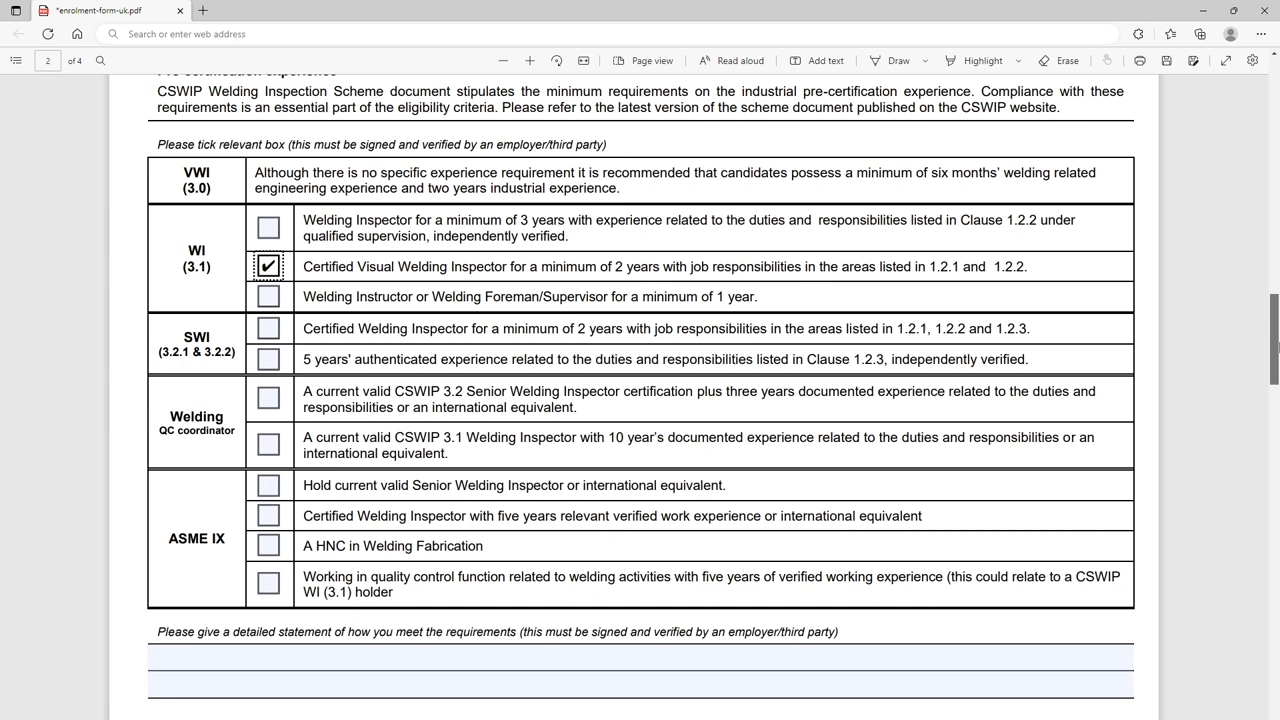 *enrolment-form-uk.pdf
Search or enter web address
2 of 4
Page view
Read aloud
Add text
Draw
Highlight
Erase
CSWIP Welding Inspection Scheme document stipulates the minimum requirements on the industrial pre-certification experience. Compliance with these
requirements is an essential part of the eligibility criteria. Please refer to the latest version of the scheme document published on the CSWIP website.
Please tick relevant box (this must be signed and verified by an employer/third party)
VWI
(3.0)
Although there is no specific experience requirement it is recommended that candidates possess a minimum of six months' welding related
engineering experience and two years industrial experience.
WI
(3.1)
Welding Inspector for a minimum of 3 years with experience related to the duties and responsibilities listed in Clause 1.2.2 under
qualified supervision, independently verified.
Certified Visual Welding Inspector for a minimum of 2 years with job responsibilities in the areas listed in 1.2.1 and 1.2.2.
Welding Instructor or Welding Foreman/Supervisor for a minimum of 1 year.
SWI
(3.2.1 & 3.2.2)
Certified Welding Inspector for a minimum of 2 years with job responsibilities in the areas listed in 1.2.1, 1.2.2 and 1.2.3.
5 years' authenticated experience related to the duties and responsibilities listed in Clause 1.2.3, independently verified.
Welding
QC coordinator
A current valid CSWIP 3.2 Senior Welding Inspector certification plus three years documented experience related to the duties and
responsibilities or an international equivalent.
A current valid CSWIP 3.1 Welding Inspector with 10 year's documented experience related to the duties and responsibilities or an
international equivalent.
ASME IX
Hold current valid Senior Welding Inspector or international equivalent.
Certified Welding Inspector with five years relevant verified work experience or international equivalent
A HNC in Welding Fabrication
Working in quality control function related to welding activities with five years of verified working experience (this could relate to a CSWIP
WI (3.1) holder
Please give a detailed statement of how you meet the requirements (this must be signed and verified by an employer/third party)